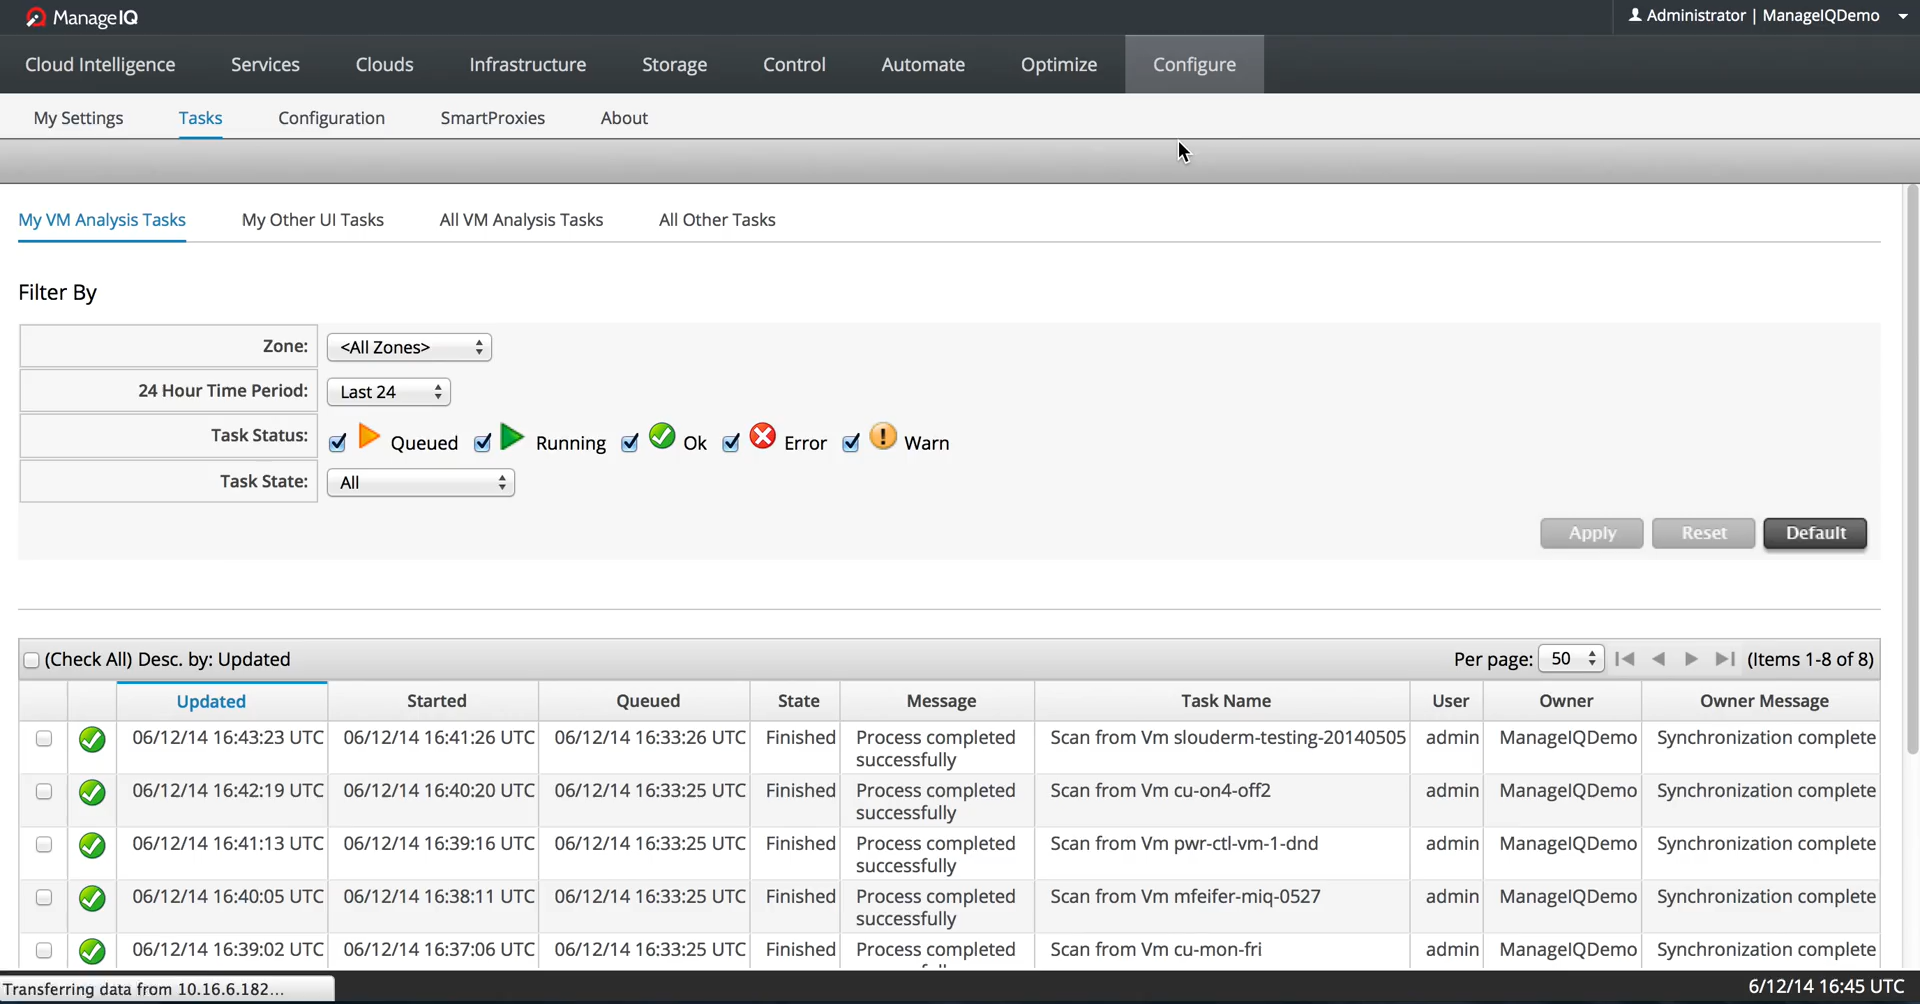 ManageIQ
Administrator | ManageIQDemo
Cloud Intelligence Services Clouds Infrastructure Storage Control Automate Optimize Configure
My Settings Tasks Configuration SmartProxies About
My VM Analysis Tasks My Other UI Tasks All VM Analysis Tasks All Other Tasks
Filter By
Zone: <All Zones>
24 Hour Time Period: Last 24
Task Status: Queued Running Ok Error Warn
Task State: All
Apply Reset Default
(Check All) Desc. by: Updated Per page: 50 (Items 1-8 of 8)
Updated Started Queued State Message Task Name User Owner Owner Message
06/12/14 16:43:23 UTC 06/12/14 16:41:26 UTC 06/12/14 16:33:26 UTC Finished Process completed Scan from Vm slouderm-testing-20140505 admin ManageIQDemo Synchronization complete
successfully
06/12/14 16:42:19 UTC 06/12/14 16:40:20 UTC 06/12/14 16:33:25 UTC Finished Process completed Scan from Vm cu-on4-off2 admin ManageIQDemo Synchronization complete
successfully
06/12/14 16:41:13 UTC 06/12/14 16:39:16 UTC 06/12/14 16:33:25 UTC Finished Process completed Scan from Vm pwr-ctl-vm-1-dnd admin ManageIQDemo Synchronization complete
successfully
06/12/14 16:40:05 UTC 06/12/14 16:38:11 UTC 06/12/14 16:33:25 UTC Finished Process completed Scan from Vm mfeifer-miq-0527 admin ManageIQDemo Synchronization complete
successfully
06/12/14 16:39:02 UTC 06/12/14 16:37:06 UTC 06/12/14 16:33:25 UTC Finished Process completed Scan from Vm cu-mon-fri admin ManageIQDemo Synchronization complete
Transferring data from 10.16.6.182...
6/12/14 16:45 UTC